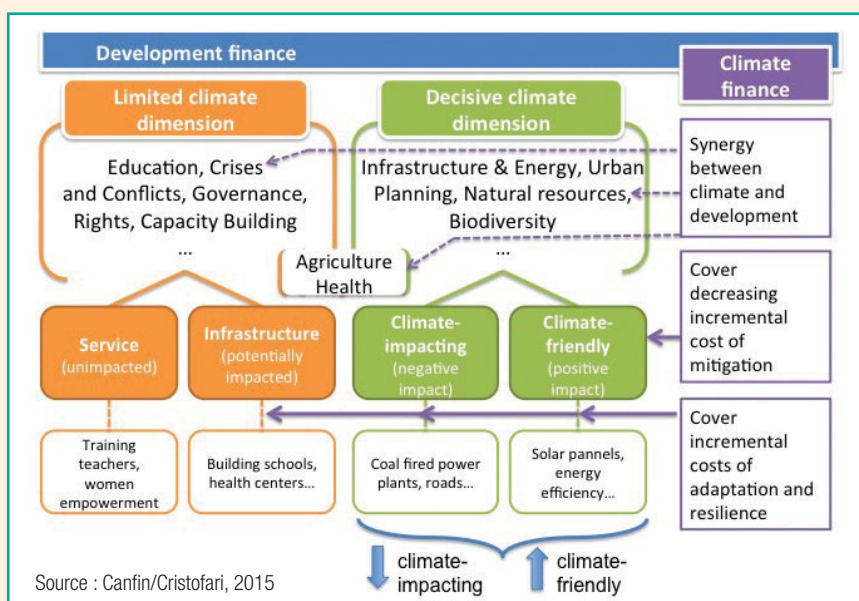 Development finance
Climate
finance
Limited climate
dimension
Decisive climate
dimension
Education, Crises
and Conflicts, Governance,
Rights, Capacity Building
...
Infrastructure & Energy, Urban
Planning, Natural resources,
Biodiversity
...
Agriculture
Health
Synergy
between
climate and
development
Cover
decreasing
incremental
cost of
mitigation
Service
(unimpacted)
Infrastructure
(potentially
impacted)
Climate-
impacting
(negative
impact)
Climate-
friendly
(positive
impact)
Cover
incremental
costs of
adaptation and
resilience
Training
teachers,
women
empowerment
Building schools,
health centers...
Coal fired power
plants, roads...
Solar pannels,
energy
efficiency...
climate-
impacting
climate-
friendly
Source : Canfin/Cristofari, 2015